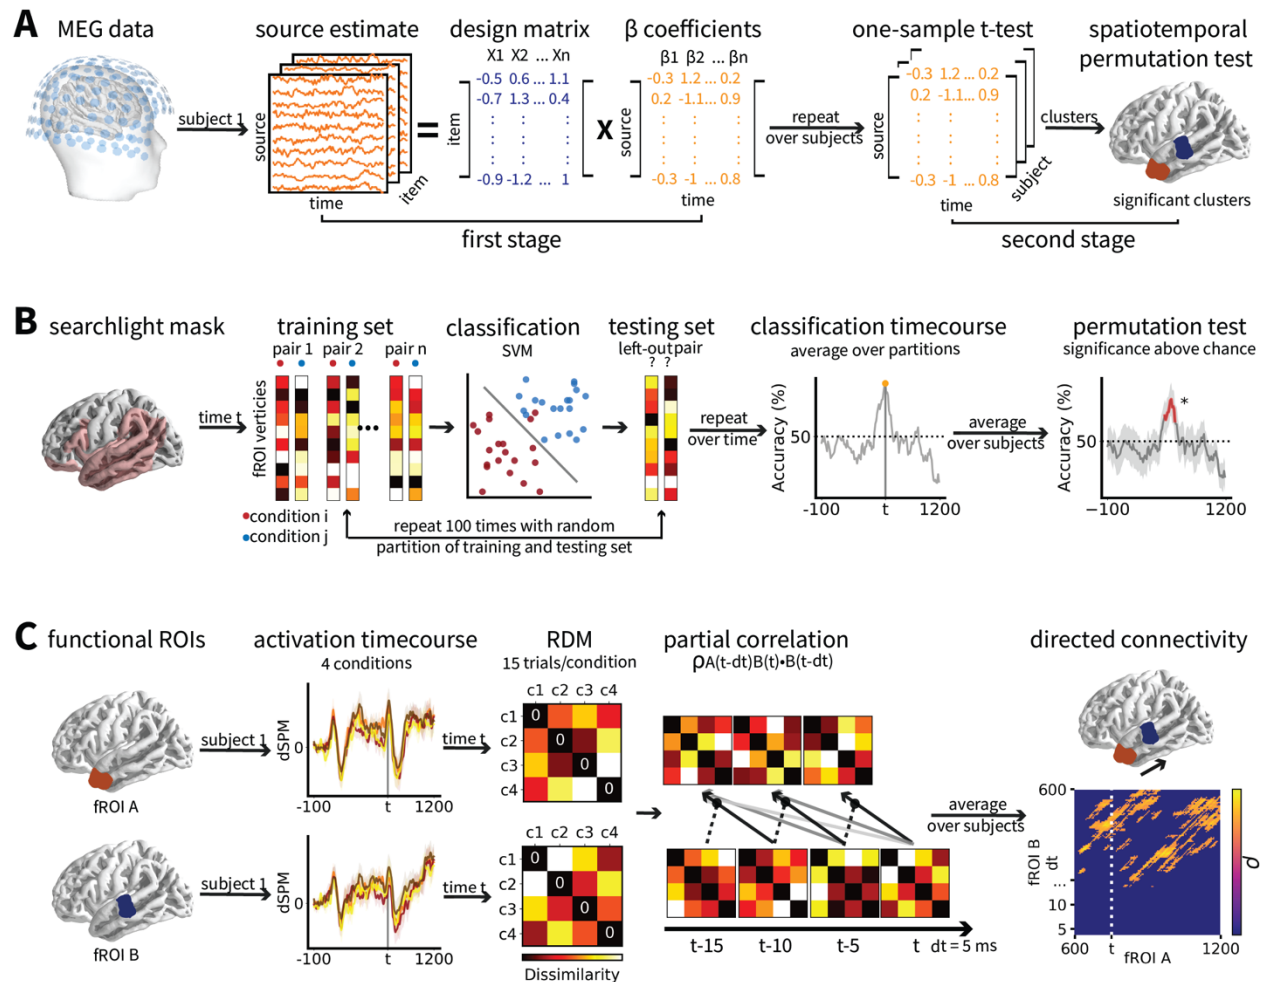 A
MEG data
source estimate
design matrix
β coefficients
one-sample t-test
spatiotemporal
permutation test
X1 X2 ... Xn
β1 β2 ... βn
-0.5 0.6 ... 1.1
-0.7 1.3 ... 0.4
: : :
: : :
-0.9 -1.2 ... 1
-0.3 1.2 ... 0.2
0.2 -1.1... 0.9
: : :
: : :
-0.3 -1 ... 0.8
-0.3 1.2 ... 0.2
0.2 -1.1... 0.9
: : :
: : :
-0.3 -1 ... 0.8
subject 1
source
time
item
=
item
X
source
time
repeat
over subjects
source
time
subject
clusters
significant clusters
first stage
second stage
B
searchlight mask
training set
classification
testing set
classification timecourse
permutation test
pair 1 pair 2 pair n
SVM
left-outpair
? ?
average over partitions
significance above chance
time t
fROI verticies
...
repeat
over time
Accuracy (%)
50
-100 t 1200
average
over subjects
Accuracy (%)
50
*
−100 1200
condition i
condition j
repeat 100 times with random
partition of training and testing set
C
functional ROIs
activation timecourse
RDM
partial correlation
directed connectivity
4 conditions
15 trials/condition
ρA(t-dt)B(t)•B(t-dt)
fROI A
subject 1
dSPM
0
-100 t 1200
time t
c1 c2 c3 c4
c1 0
c2 0
c3 0
c4 0
fROI B
subject 1
dSPM
0
-100 t 1200
time t
c1 c2 c3 c4
c1 0
c2 0
c3 0
c4 0
Dissimilarity
t-15 t-10 t-5 t dt = 5 ms
average
over subjects
600
fROI B
dt
...
10
5
600 t 1200
fROI A
ρ